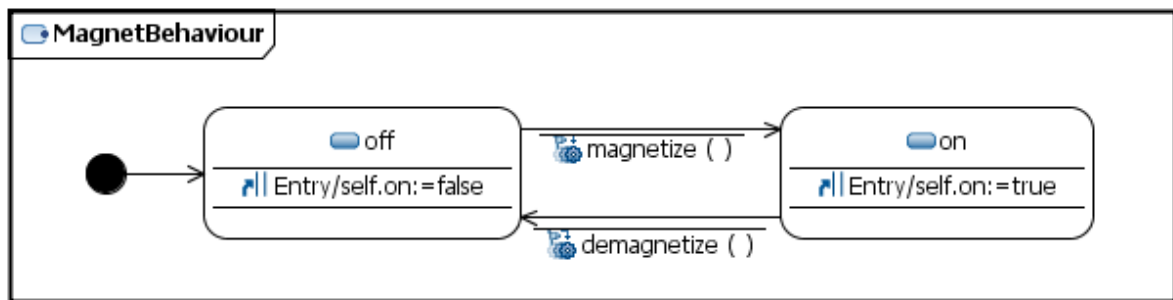 MagnetBehaviour
off
Entry/self.on:=false
magnetize ( )
demagnetize ( )
on
Entry/self.on:=true